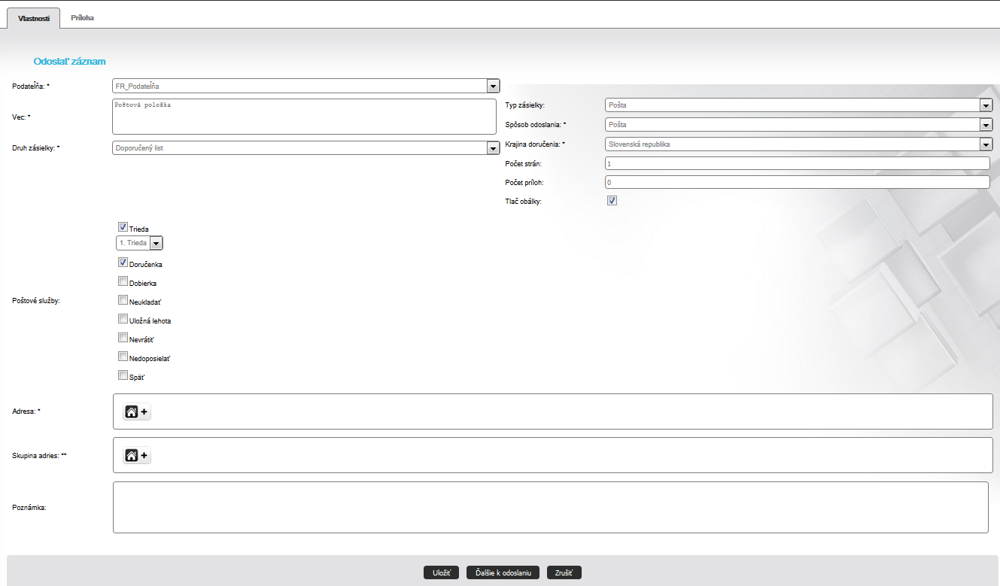 Vlastnosti
Príloha
Odoslať záznam
Podateľňa: *
FR_Podateľňa
Vec: *
Poštová pološka
Druh zásielky: *
Doporučený list
Typ zásielky:
Pošta
Spôsob odoslania: *
Pošta
Krajina doručenia: *
Slovenská republika
Počet strán:
1
Počet príloh:
0
Tlač obálky:
Poštové služby:
Trieda
1. Trieda
Doručenka
Dobierka
Neukladať
Uložná lehota
Nevrátiť
Nedoposielať
Späť
Adresa: *
+
Skupina adries: **
+
Poznámka:
Uložiť
Ďalšie k odoslaniu
Zrušiť